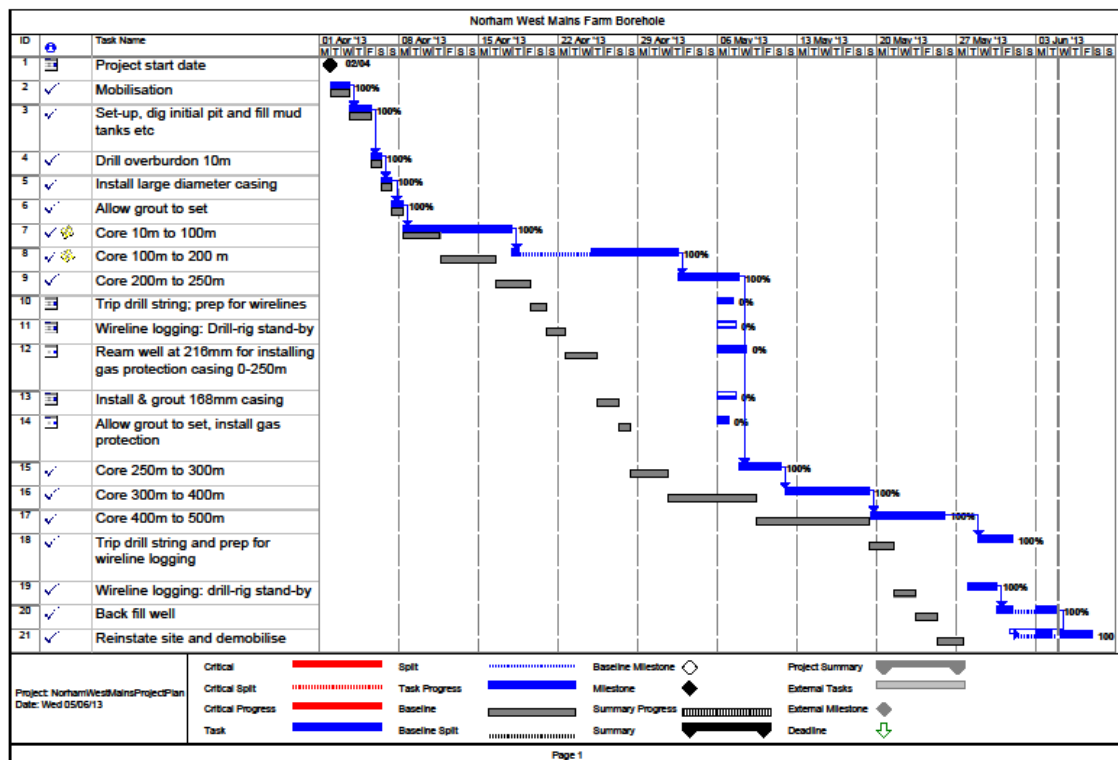 Norham West Mains Farm Borehole
ID Task Name 01 Apr '13 08 Apr '13 15 Apr '13 22 Apr '13 29 Apr '13 06 May '13 13 May '13 20 May '13 27 May '13 03 Jun '13
M T W T F S S M T W T F S S M T W T F S S M T W T F S S M T W T F S S M T W T F S S M T W T F S S M T W T F S S M T W T F S S M T W T F S S
1 Project start date 02/04
2 Mobilisation 100%
3 Set-up, dig initial pit and fill mud 100%
tanks etc
4 Drill overburdon 10m 100%
5 Install large diameter casing 100%
6 Allow grout to set 100%
7 Core 10m to 100m 100%
8 Core 100m to 200 m 100%
9 Core 200m to 250m 100%
10 Trip drill string; prep for wirelines 0%
11 Wireline logging: Drill-rig stand-by 0%
12 Ream well at 216mm for installing 0%
gas protection casing 0-250m
13 Install & grout 168mm casing 0%
14 Allow grout to set, install gas 0%
protection
15 Core 250m to 300m 100%
16 Core 300m to 400m 100%
17 Core 400m to 500m 100%
18 Trip drill string and prep for 100%
wireline logging
19 Wireline logging: drill-rig stand-by 100%
20 Back fill well 100%
21 Reinstate site and demobilise 100
Project: NorhamWestMainsProjectPlan
Date: Wed 05/06/13
Critical Split Baseline Milestone Project Summary
Critical Split Task Progress Milestone External Tasks
Critical Progress Baseline Summary Progress External Milestone
Task Baseline Split Summary Deadline
Page 1